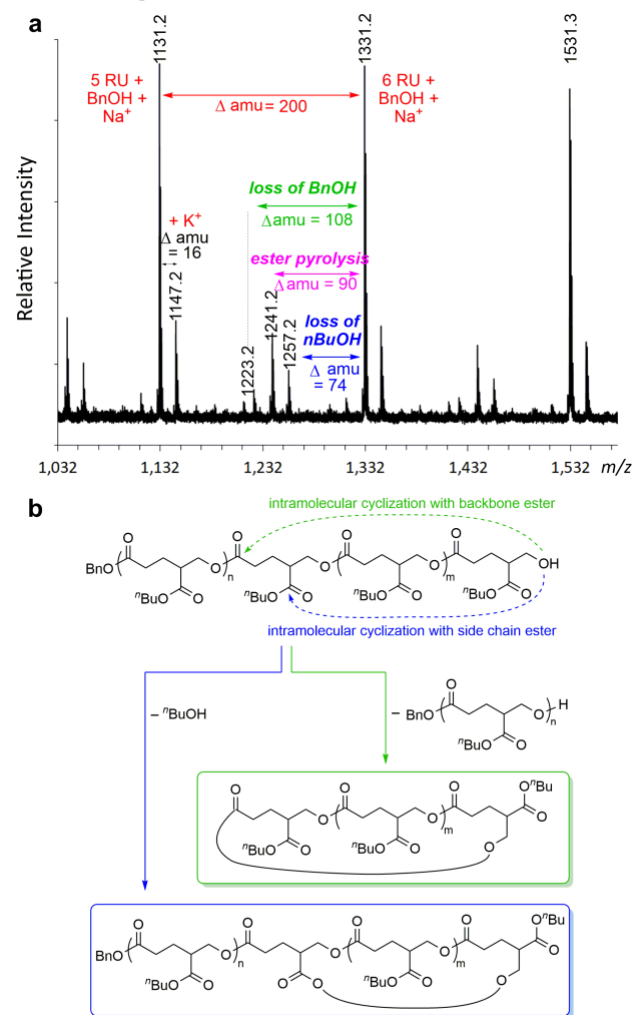 a
1131.2
1331.2
1531.3
5 RU +
BnOH +
Na+
Δ amu = 200
6 RU +
BnOH +
Na+
loss of BnOH
Δamu = 108
+ K+
Δ amu
= 16
ester pyrolysis
Δamu = 90
1147.2
1223.2
1241.2
1257.2
loss of
nBuOH
Δ amu
= 74
Relative Intensity
1,032
1,132
1,232
1,332
1,432
1,532
m/z
b
intramolecular cyclization with backbone ester
O O O O
BnO O n O O m OH
nBuO O nBuO O nBuO O nBuO O
intramolecular cyclization with side chain ester
– nBuOH
– BnO O O H
n
nBuO O
O O O OnBu
O O m O
nBuO O nBuO O O
O O O O OnBu
BnO O n O O m O
nBuO O O O nBuO O O